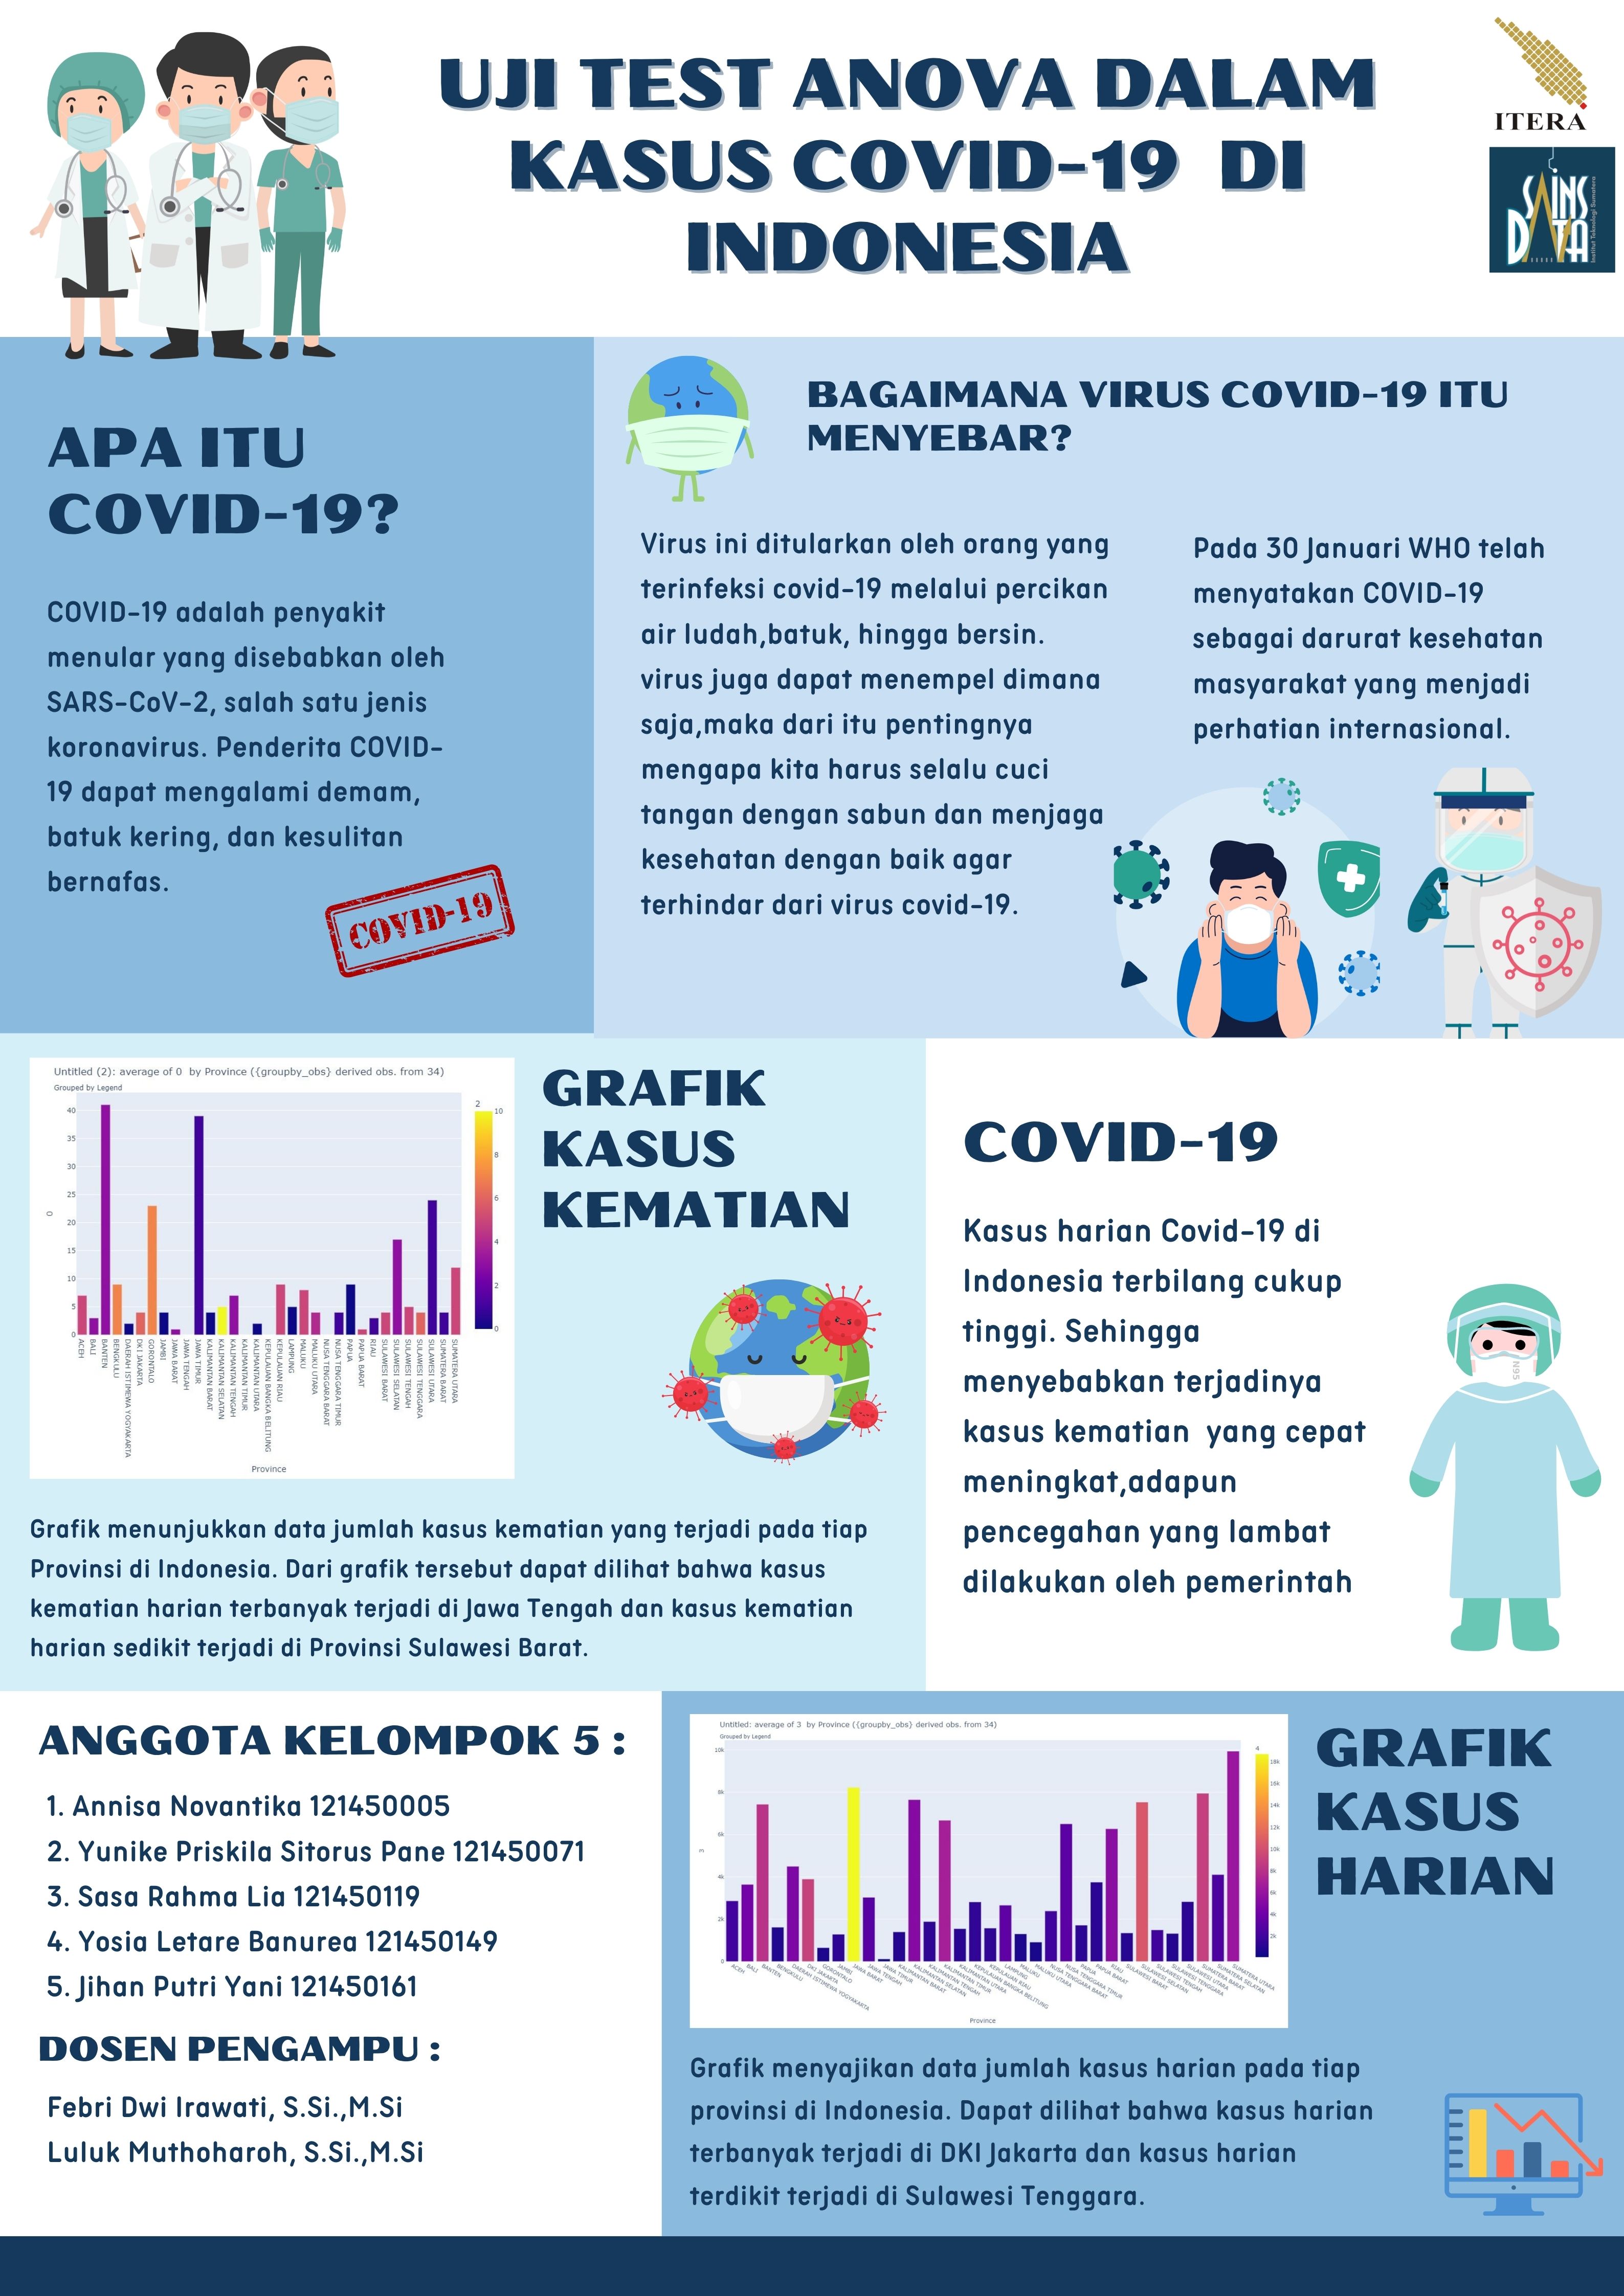 UJI TEST ANOVA DALAM
KASUS COVID-19 DI
INDONESIA
ITERA
SAINS
DATA
Institut Teknologi Sumatera
APA ITU
COVID-19?
COVID-19 adalah penyakit
menular yang disebabkan oleh
SARS-CoV-2, salah satu jenis
koronavirus. Penderita COVID-
19 dapat mengalami demam,
batuk kering, dan kesulitan
bernafas.
COVID-19
BAGAIMANA VIRUS COVID-19 ITU
MENYEBAR?
Virus ini ditularkan oleh orang yang
terinfeksi covid-19 melalui percikan
air ludah,batuk, hingga bersin.
virus juga dapat menempel dimana
saja,maka dari itu pentingnya
mengapa kita harus selalu cuci
tangan dengan sabun dan menjaga
kesehatan dengan baik agar
terhindar dari virus covid-19.
Pada 30 Januari WHO telah
menyatakan COVID-19
sebagai darurat kesehatan
masyarakat yang menjadi
perhatian internasional.
Untitled (2): average of 0 by Province ({groupby_obs} derived obs. from 34)
Grouped by Legend
40
35
30
25
20
15
10
5
0
0
2
10
8
6
4
2
0
ACEH
BALI
BANTEN
BENGKULU
DAERAH ISTIMEWA YOGYAKARTA
DKI JAKARTA
GORONTALO
JAMBI
JAWA BARAT
JAWA TENGAH
JAWA TIMUR
KALIMANTAN BARAT
KALIMANTAN SELATAN
KALIMANTAN TENGAH
KALIMANTAN TIMUR
KALIMANTAN UTARA
KEPULAUAN BANGKA BELITUNG
KEPULAUAN RIAU
LAMPUNG
MALUKU
MALUKU UTARA
NUSA TENGGARA BARAT
NUSA TENGGARA TIMUR
PAPUA
PAPUA BARAT
RIAU
SULAWESI BARAT
SULAWESI SELATAN
SULAWESI TENGAH
SULAWESI TENGGARA
SULAWESI UTARA
SUMATERA BARAT
SUMATERA UTARA
Province
GRAFIK
KASUS
KEMATIAN
Grafik menunjukkan data jumlah kasus kematian yang terjadi pada tiap
Provinsi di Indonesia. Dari grafik tersebut dapat dilihat bahwa kasus
kematian harian terbanyak terjadi di Jawa Tengah dan kasus kematian
harian sedikit terjadi di Provinsi Sulawesi Barat.
COVID-19
Kasus harian Covid-19 di
Indonesia terbilang cukup
tinggi. Sehingga
menyebabkan terjadinya
kasus kematian yang cepat
meningkat,adapun
pencegahan yang lambat
dilakukan oleh pemerintah
N95
ANGGOTA KELOMPOK 5 :
1. Annisa Novantika 121450005
2. Yunike Priskila Sitorus Pane 121450071
3. Sasa Rahma Lia 121450119
4. Yosia Letare Banurea 121450149
5. Jihan Putri Yani 121450161
DOSEN PENGAMPU :
Febri Dwi Irawati, S.Si.,M.Si
Luluk Muthoharoh, S.Si.,M.Si
Untitled: average of 3 by Province ({groupby_obs} derived obs. from 34)
Grouped by Legend
10k
8k
6k
4k
2k
0
3
4
18k
16k
14k
12k
10k
8k
6k
4k
2k
ACEH
BALI
BANTEN
BENGKULU
DAERAH ISTIMEWA YOGYAKARTA
DKI JAKARTA
GORONTALO
JAMBI
JAWA BARAT
JAWA TENGAH
JAWA TIMUR
KALIMANTAN BARAT
KALIMANTAN SELATAN
KALIMANTAN TENGAH
KALIMANTAN TIMUR
KALIMANTAN UTARA
KEPULAUAN BANGKA BELITUNG
KEPULAUAN RIAU
LAMPUNG
MALUKU
MALUKU UTARA
NUSA TENGGARA BARAT
NUSA TENGGARA TIMUR
PAPUA
PAPUA BARAT
RIAU
SULAWESI BARAT
SULAWESI SELATAN
SULAWESI TENGAH
SULAWESI TENGGARA
SULAWESI UTARA
SUMATERA BARAT
SUMATERA SELATAN
SUMATERA UTARA
Province
GRAFIK
KASUS
HARIAN
Grafik menyajikan data jumlah kasus harian pada tiap
provinsi di Indonesia. Dapat dilihat bahwa kasus harian
terbanyak terjadi di DKI Jakarta dan kasus harian
terdikit terjadi di Sulawesi Tenggara.